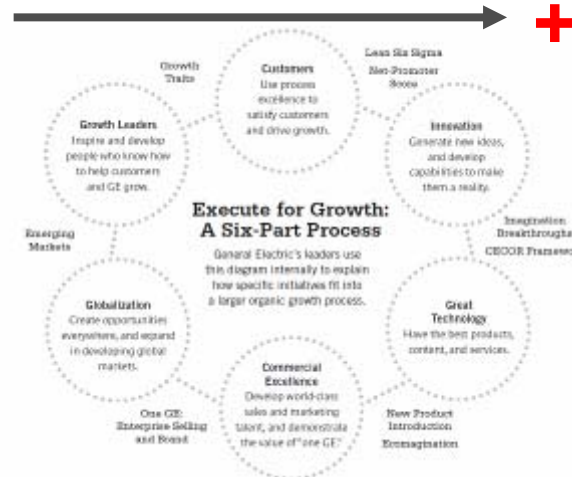 Growth
Traits
Customers
Use process
excellence to
satisfy customers
and drive growth.
Lean Six Sigma
Net-Promoter
Score
Growth Leaders
Inspire and develop
people who know how
to help customers
and GE grow.
Innovation
Generate new ideas,
and develop
capabilities to make
them a reality.
Execute for Growth:
A Six-Part Process
General Electric's leaders use
this diagram internally to explain
how specific initiatives fit into
a larger organic growth process.
Emerging
Markets
Imagination
Breakthroughs
CECOR Framewo
Globalization
Create opportunities
everywhere, and expand
in developing global
markets.
Great
Technology
Have the best products,
content, and services.
Commercial
Excellence
Develop world-class
sales and marketing
talent, and demonstrate
the value of "one GE."
One GE:
Enterprise Selling
and Brand
New Product
Introduction
Ecomagination